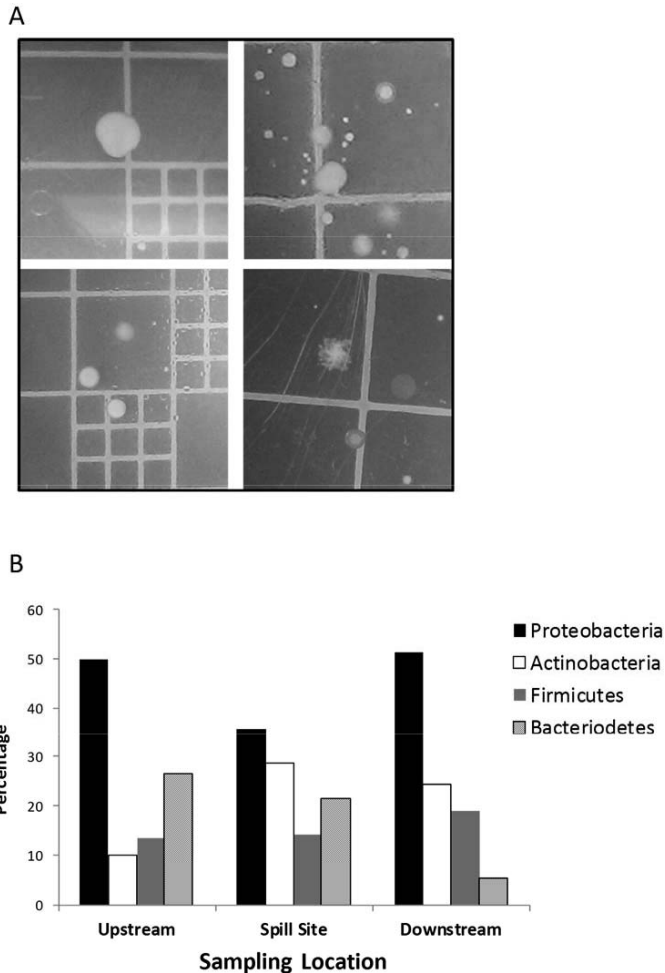 A
B
60
50
40
30
20
10
0
Percentage
Upstream
Spill Site
Downstream
Sampling Location
Proteobacteria
Actinobacteria
Firmicutes
Bacteriodetes